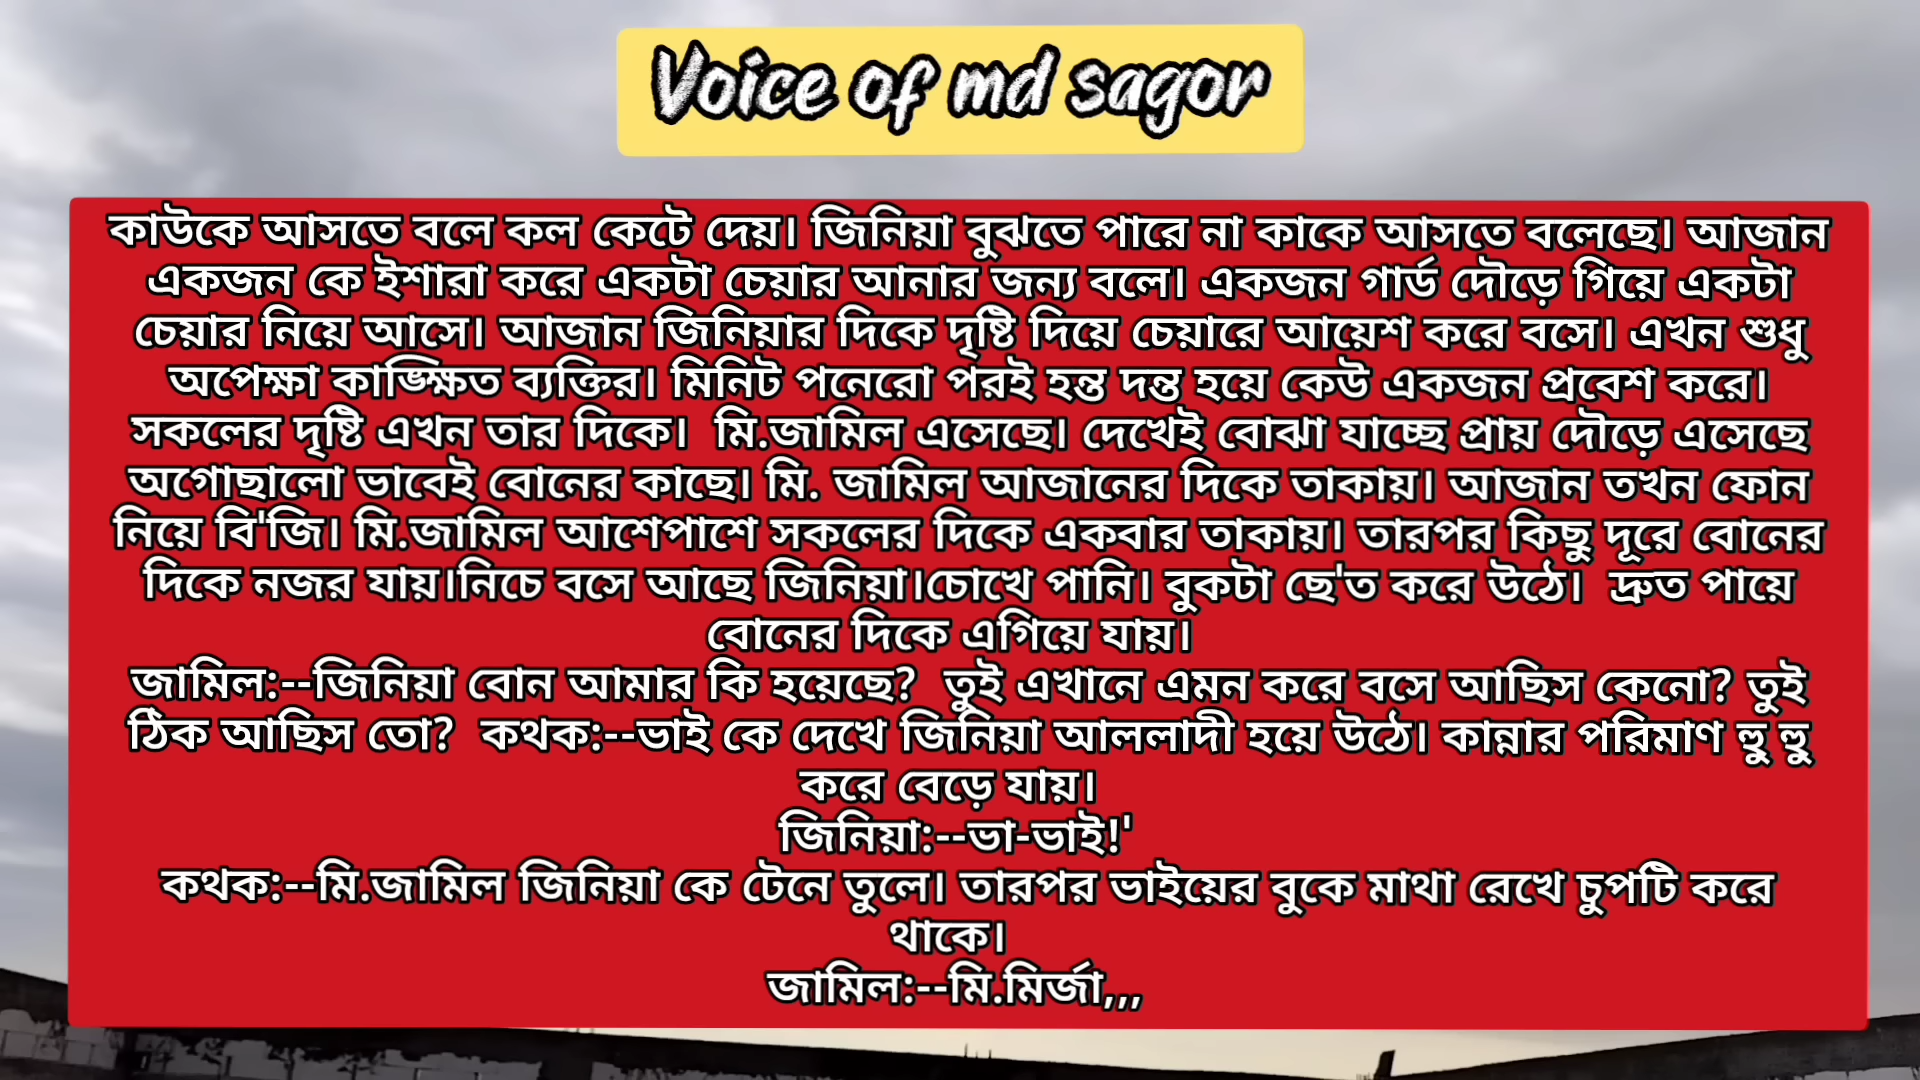 Voice of md sagor
কাউকে আসতে বলে কল কেটে দেয়। জিনিয়া বুঝতে পারে না কাকে আসতে বলেছে। আজান
একজন কে ইশারা করে একটা চেয়ার আনার জন্য বলে। একজন গার্ড দৌড়ে গিয়ে একটা
চেয়ার নিয়ে আসে। আজান জিনিয়ার দিকে দৃষ্টি দিয়ে চেয়ারে আয়েশ করে বসে। এখন শুধু
অপেক্ষা কাঙ্ক্ষিত ব্যক্তির। মিনিট পনেরো পরই হন্ত দন্ত হয়ে কেউ একজন প্রবেশ করে।
সকলের দৃষ্টি এখন তার দিকে।  মি.জামিল এসেছে। দেখেই বোঝা যাচ্ছে প্রায় দৌড়ে এসেছে
অগোছালো ভাবেই বোনের কাছে। মি. জামিল আজানের দিকে তাকায়। আজান তখন ফোন
নিয়ে বি'জি। মি.জামিল আশেপাশে সকলের দিকে একবার তাকায়। তারপর কিছু দূরে বোনের
দিকে নজর যায়।নিচে বসে আছে জিনিয়া।চোখে পানি। বুকটা ছে'ত করে উঠে।  দ্রুত পায়ে
বোনের দিকে এগিয়ে যায়।
জামিল:--জিনিয়া বোন আমার কি হয়েছে?  তুই এখানে এমন করে বসে আছিস কেনো? তুই
ঠিক আছিস তো?  কথক:--ভাই কে দেখে জিনিয়া আললাদী হয়ে উঠে। কান্নার পরিমাণ হু হু
করে বেড়ে যায়।
জিনিয়া:--ভা-ভাই!'
কথক:--মি.জামিল জিনিয়া কে টেনে তুলে। তারপর ভাইয়ের বুকে মাথা রেখে চুপটি করে
থাকে।
জামিল:--মি.মির্জা,,,